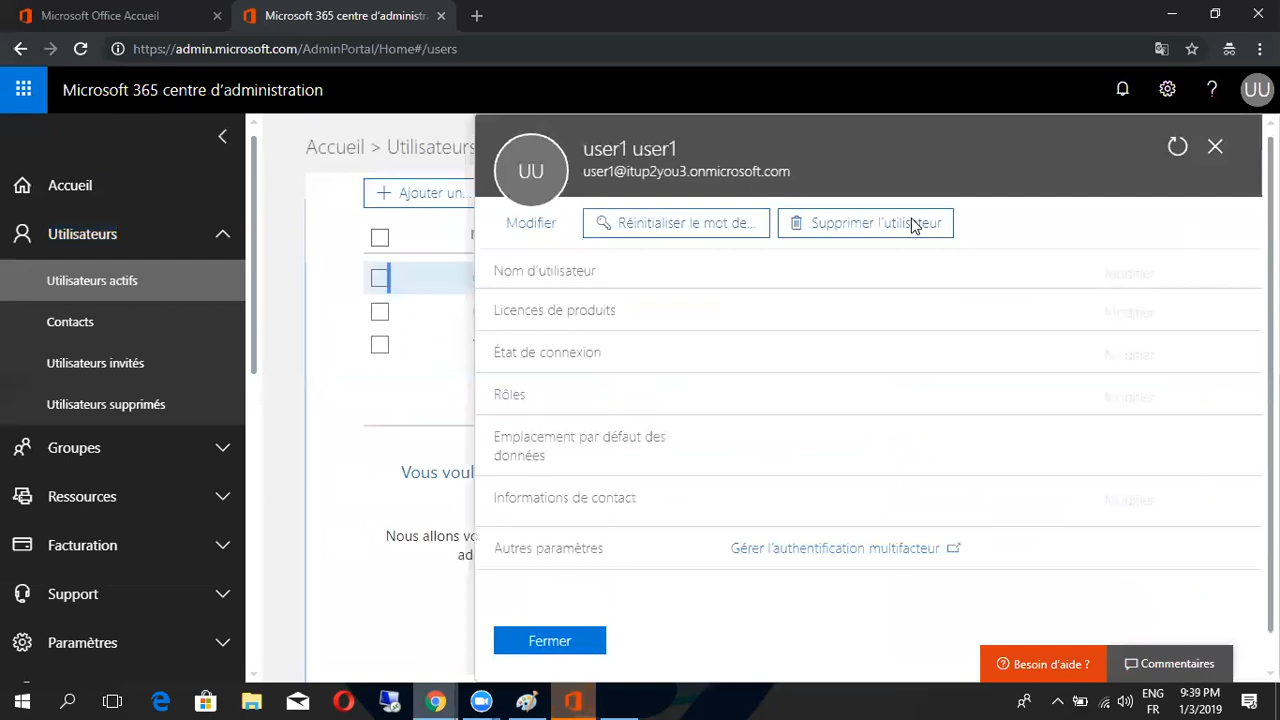 Microsoft Office Accueil
Microsoft 365 centre d'administr
https://admin.microsoft.com/AdminPortal/Home#/users
Microsoft 365 centre d'administration
UU
Accueil
Utilisateurs
Utilisateurs actifs
Contacts
Utilisateurs invités
Utilisateurs supprimés
Groupes
Ressources
Facturation
Support
Paramètres
Accueil > Utilisateurs
Ajouter un...
Vous voul
Nous allons vo
ad
UU
user1 user1
user1@itup2you3.onmicrosoft.com
Modifier
Réinitialiser le mot de...
Supprimer l'utilisateur
Nom d'utilisateur
Licences de produits
État de connexion
Rôles
Emplacement par défaut des
données
Informations de contact
Autres paramètres
Gérer l'authentification multifacteur
Fermer
Besoin d'aide ?
Commentaires
ENG
FR
9:39 PM
1/3/2019